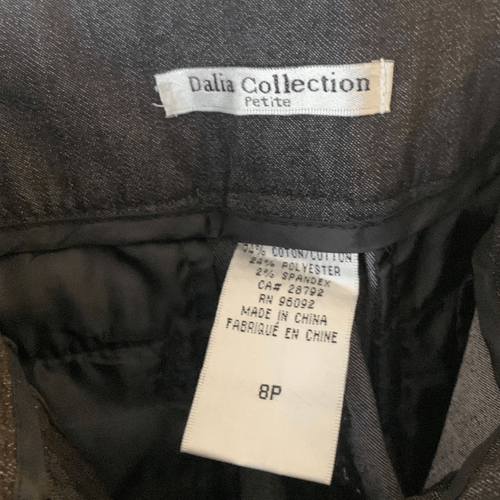 Dalia Collection
Petite
COTON/COTTON
24% POLYESTER
2% SPANDEX
CA# 28792
RN 96092
MADE IN CHINA
FABRIQUÉ EN CHINE
8P